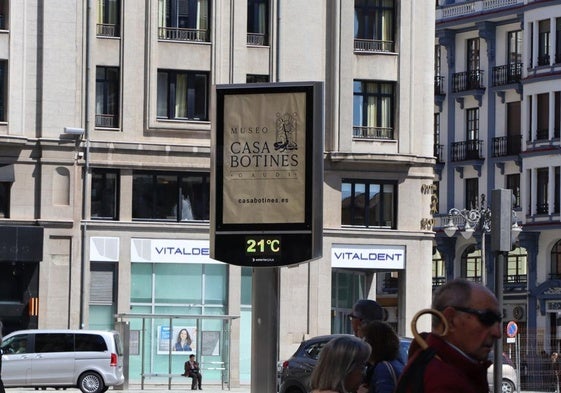 MUSEO
CASA
BOTINES
GAUDÍ
casabotines.es
21°C
VITALDENT
VITALDENT